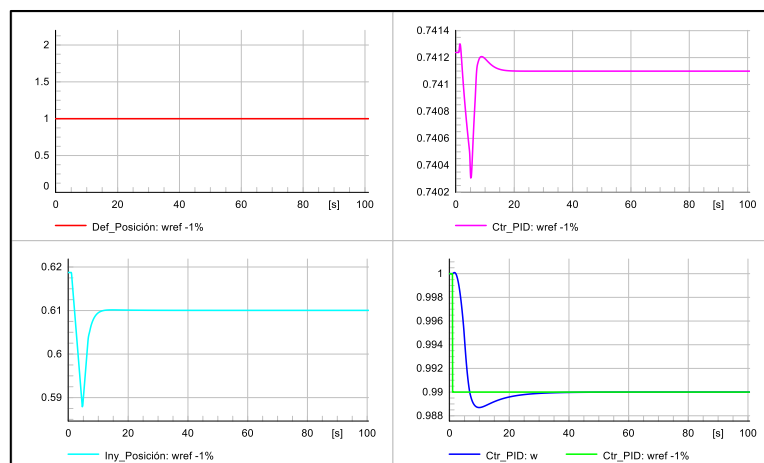 2
1.5
1
0.5
0
0 20 40 60 80 [s] 100
Def_Posición: wref -1%
0.7414
0.7412
0.741
0.7408
0.7406
0.7404
0.7402
0 20 40 60 80 [s] 100
Ctr_PID: wref -1%
0.62
0.61
0.6
0.59
0 20 40 60 80 [s] 100
Iny_Posición: wref -1%
1
0.998
0.996
0.994
0.992
0.99
0.988
0 20 40 60 80 [s] 100
Ctr_PID: w Ctr_PID: wref -1%